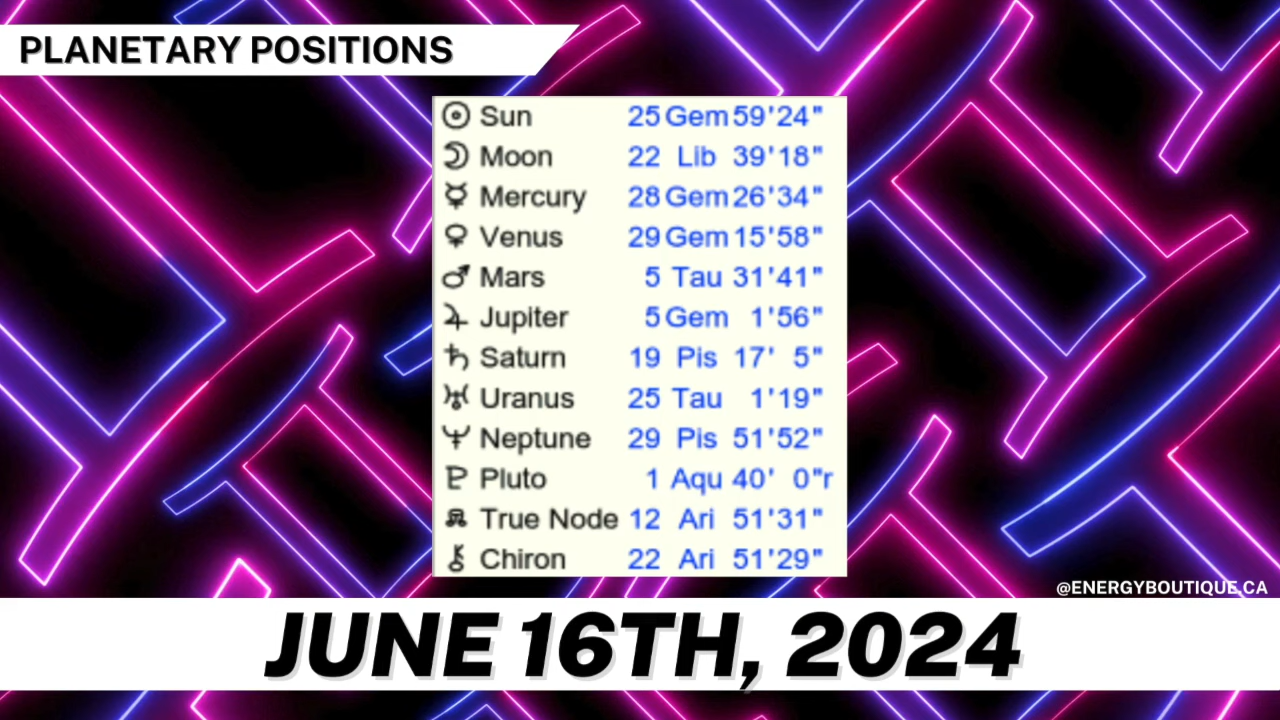 PLANETARY POSITIONS
Sun 25 Gem 59'24"
Moon 22 Lib 39'18"
Mercury 28 Gem 26'34"
Venus 29 Gem 15'58"
Mars 5 Tau 31'41"
Jupiter 5 Gem 1'56"
Saturn 19 Pis 17' 5"
Uranus 25 Tau 1'19"
Neptune 29 Pis 51'52"
Pluto 1 Aqu 40' 0"r
True Node 12 Ari 51'31"
Chiron 22 Ari 51'29"
@ENERGYBOUTIQUE.CA
JUNE 16TH, 2024